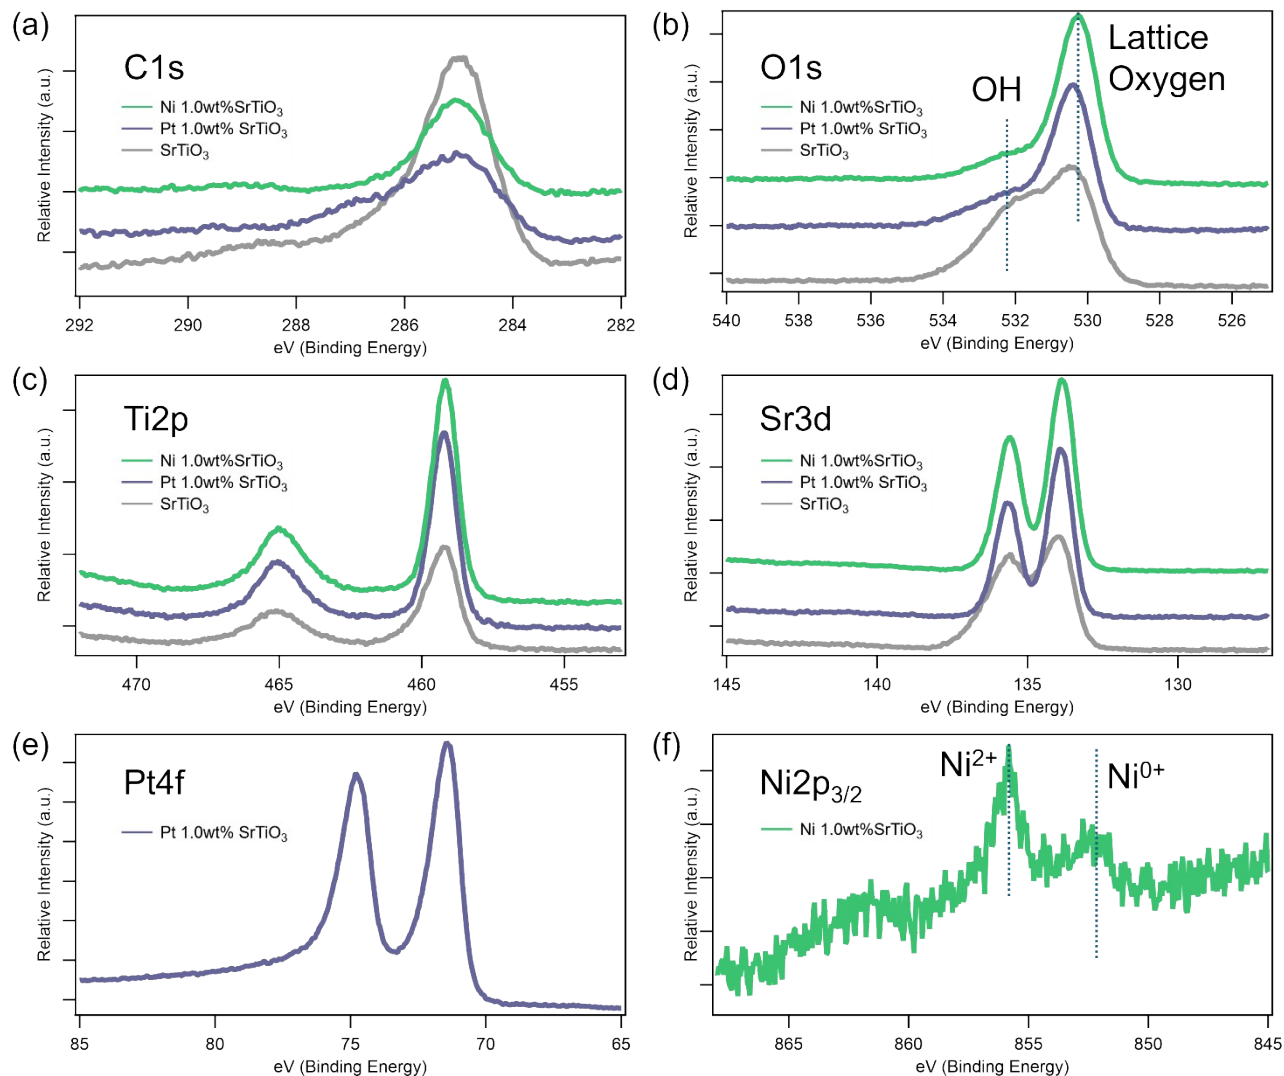 (a)
C1s
Ni 1.0wt%SrTiO₃
Pt 1.0wt% SrTiO₃
SrTiO₃
Relative Intensity (a.u.)
292 290 288 286 284 282
eV (Binding Energy)
(b)
O1s
OH
Lattice
Oxygen
Ni 1.0wt%SrTiO₃
Pt 1.0wt% SrTiO₃
SrTiO₃
Relative Intensity (a.u.)
540 538 536 534 532 530 528 526
eV (Binding Energy)
(c)
Ti2p
Ni 1.0wt%SrTiO₃
Pt 1.0wt% SrTiO₃
SrTiO₃
Relative Intensity (a.u.)
470 465 460 455
eV (Binding Energy)
(d)
Sr3d
Ni 1.0wt%SrTiO₃
Pt 1.0wt% SrTiO₃
SrTiO₃
Relative Intensity (a.u.)
145 140 135 130
eV (Binding Energy)
(e)
Pt4f
Pt 1.0wt% SrTiO₃
Relative Intensity (a.u.)
85 80 75 70 65
eV (Binding Energy)
(f)
Ni2p₃/₂
Ni²⁺
Ni⁰⁺
Ni 1.0wt%SrTiO₃
Relative Intensity (a.u.)
865 860 855 850 845
eV (Binding Energy)